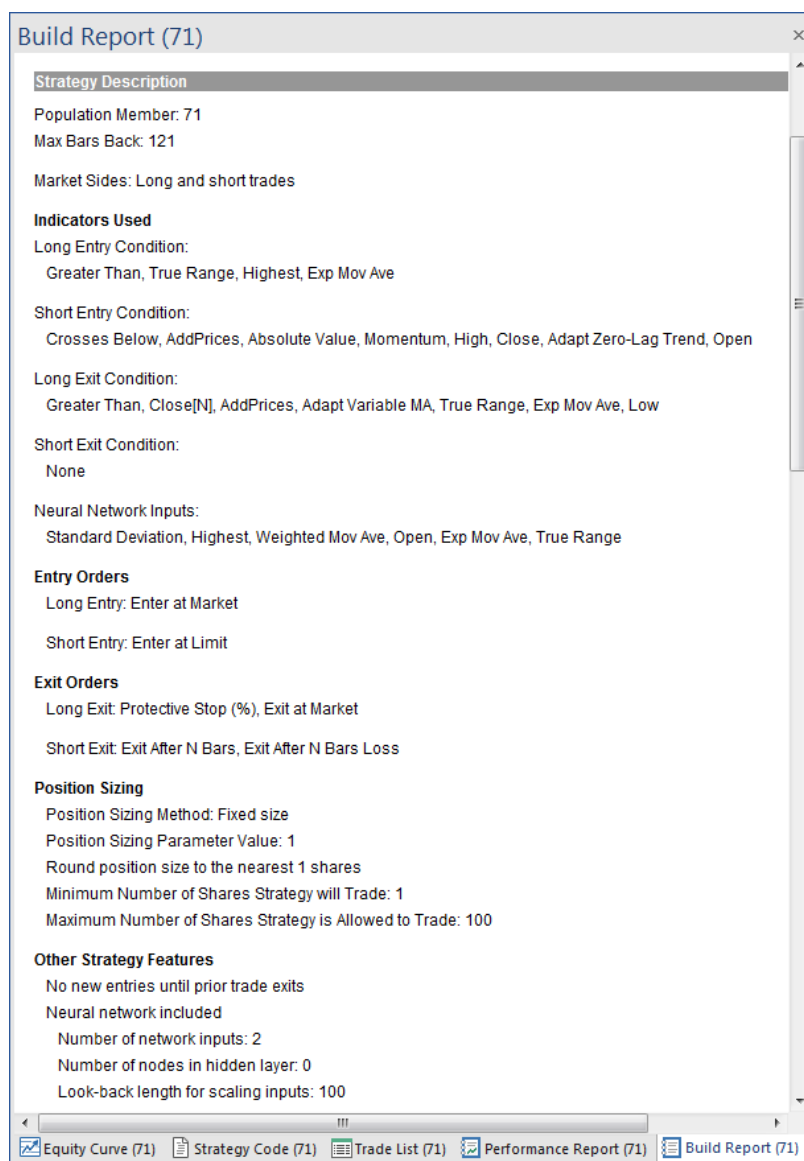 Build Report (71)
Strategy Description
Population Member: 71
Max Bars Back: 121
Market Sides: Long and short trades
Indicators Used
Long Entry Condition:
Greater Than, True Range, Highest, Exp Mov Ave
Short Entry Condition:
Crosses Below, AddPrices, Absolute Value, Momentum, High, Close, Adapt Zero-Lag Trend, Open
Long Exit Condition:
Greater Than, Close[N], AddPrices, Adapt Variable MA, True Range, Exp Mov Ave, Low
Short Exit Condition:
None
Neural Network Inputs:
Standard Deviation, Highest, Weighted Mov Ave, Open, Exp Mov Ave, True Range
Entry Orders
Long Entry: Enter at Market
Short Entry: Enter at Limit
Exit Orders
Long Exit: Protective Stop (%), Exit at Market
Short Exit: Exit After N Bars, Exit After N Bars Loss
Position Sizing
Position Sizing Method: Fixed size
Position Sizing Parameter Value: 1
Round position size to the nearest 1 shares
Minimum Number of Shares Strategy will Trade: 1
Maximum Number of Shares Strategy is Allowed to Trade: 100
Other Strategy Features
No new entries until prior trade exits
Neural network included
Number of network inputs: 2
Number of nodes in hidden layer: 0
Look-back length for scaling inputs: 100
Equity Curve (71) Strategy Code (71) Trade List (71) Performance Report (71) Build Report (71)